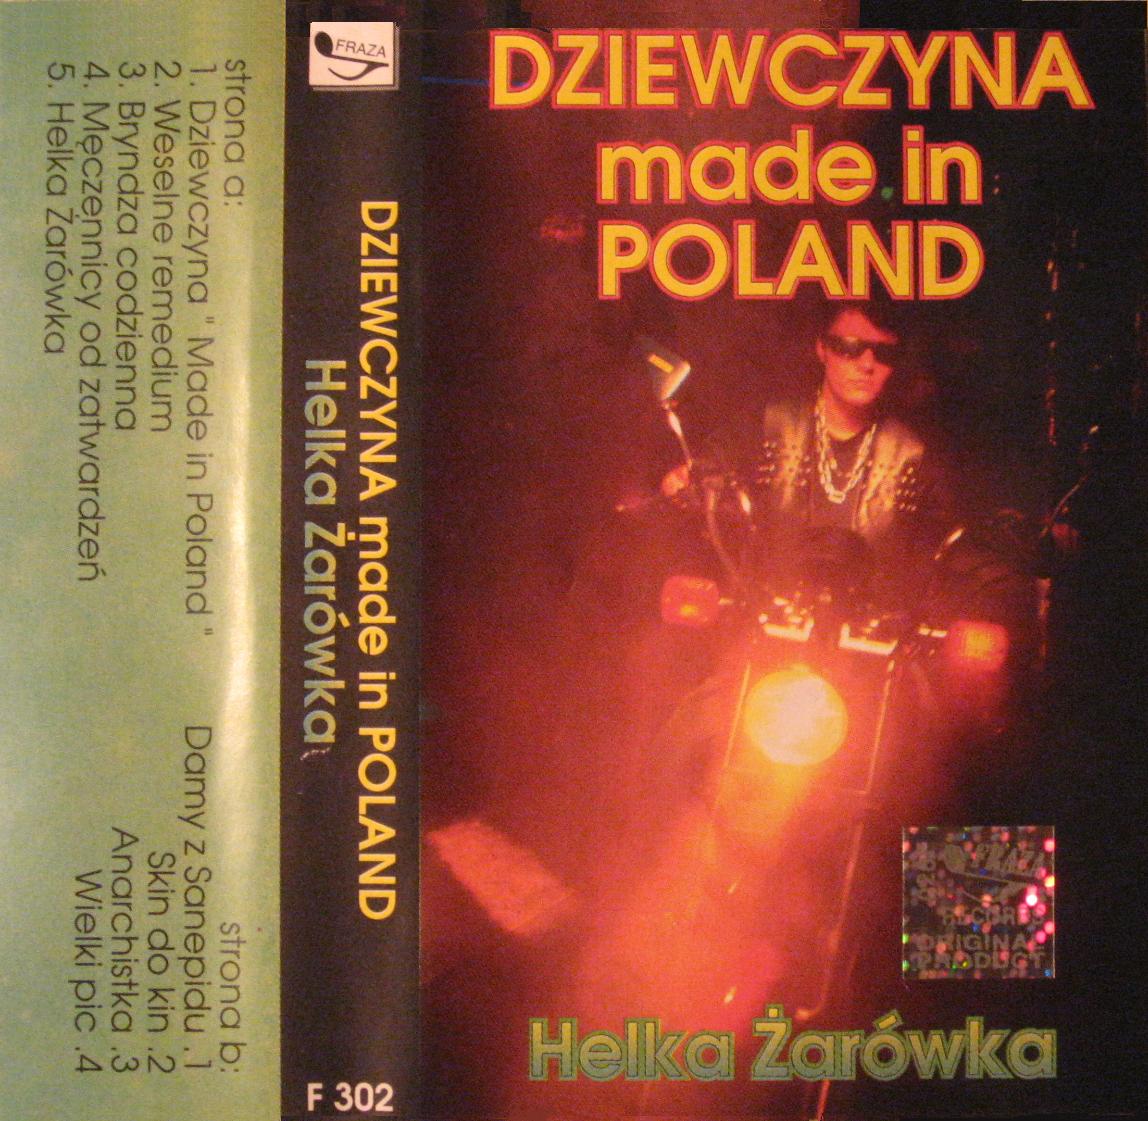 strona a:
1. Dziewczyna " Made in Poland "
2. Weselne remedium
3. Bryndza codzienna
4. Męczennicy od zatwardzeń
5. Helka Żarówka
strona b:
Damy z Sanepidu .1
Skin do kin .2
Anarchistka .3
Wielki pic .4
FRAZA
DZIEWCZYNA made in POLAND
Helka Żarówka
F 302
DZIEWCZYNA
made in
POLAND
FRAZA
RECORDS
ORIGINAL
PRODUCT
Helka Żarówka